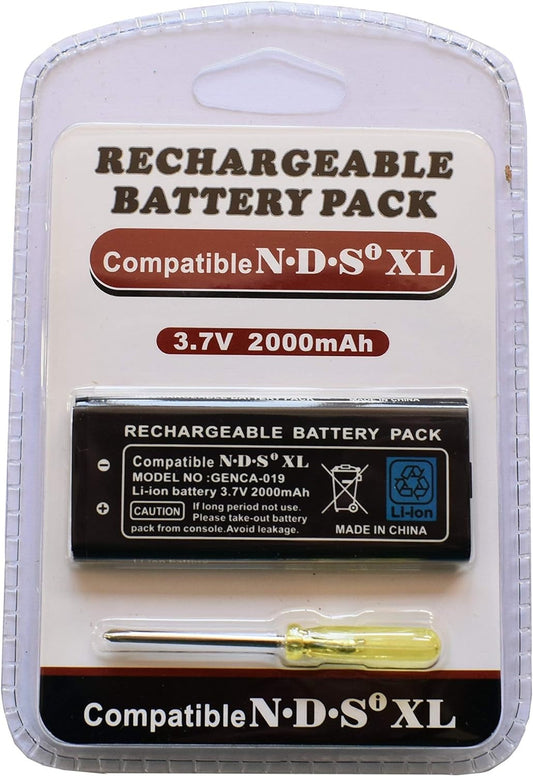 RECHARGEABLE
BATTERY PACK
Compatible N·D·Si XL
3.7V 2000mAh
RECHARGEABLE BATTERY PACK
Compatible N·D·Si XL
MODEL NO :GENCA-019
Li-ion battery 3.7V 2000mAh
CAUTION If long period not use.
Please take-out battery
pack from console.Avoid leakage.
Li-ion
MADE IN CHINA
Compatible N·D·Si XL